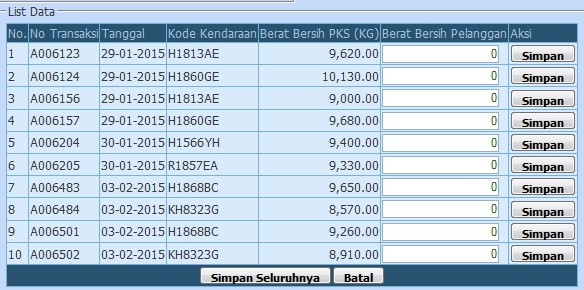 List Data
No. No Transaksi Tanggal Kode Kendaraan Berat Bersih PKS (KG) Berat Bersih Pelanggan Aksi
1 A006123 29-01-2015 H1813AE 9,620.00 0 Simpan
2 A006124 29-01-2015 H1860GE 10,130.00 0 Simpan
3 A006156 29-01-2015 H1813AE 9,000.00 0 Simpan
4 A006157 29-01-2015 H1860GE 9,680.00 0 Simpan
5 A006204 30-01-2015 H1566YH 9,400.00 0 Simpan
6 A006205 30-01-2015 R1857EA 9,330.00 0 Simpan
7 A006483 03-02-2015 H1868BC 9,650.00 0 Simpan
8 A006484 03-02-2015 KH8323G 8,570.00 0 Simpan
9 A006501 03-02-2015 H1868BC 9,260.00 0 Simpan
10 A006502 03-02-2015 KH8323G 8,910.00 0 Simpan
Simpan Seluruhnya Batal